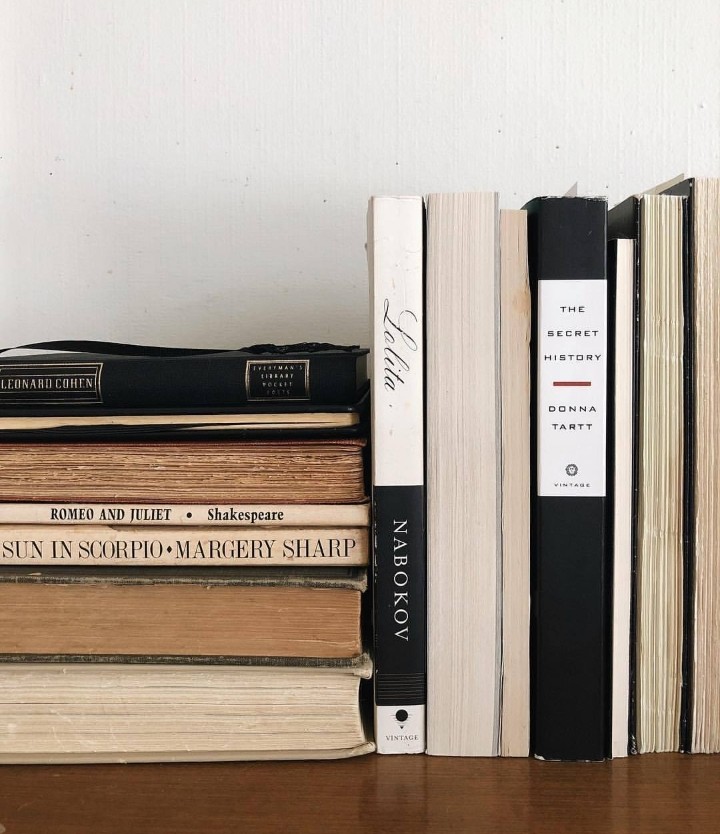 LEONARD COHEN
EVERYMAN'S
LIBRARY
POCKET
POETS
ROMEO AND JULIET • Shakespeare
SUN IN SCORPIO • MARGERY SHARP
Lolita
NABOKOV
VINTAGE
THE
SECRET
HISTORY
DONNA
TARTT
VINTAGE